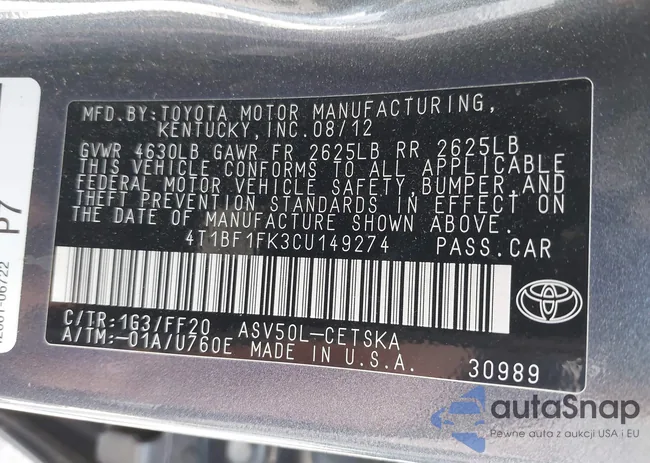 MFD.BY:TOYOTA MOTOR MANUFACTURING,
KENTUCKY,INC.08/12
GVWR 4630LB GAWR FR 2625LB RR 2625LB
THIS VEHICLE CONFORMS TO ALL APPLICABLE
FEDERAL MOTOR VEHICLE SAFETY,BUMPER,AND
THEFT PREVENTION STANDARDS IN EFFECT ON
THE DATE OF MANUFACTURE SHOWN ABOVE.
4T1BF1FK3CU149274 PASS.CAR
C/TR:1G3/FF20 ASV50L-CETSKA
A/TM:-01A/U760E MADE IN U.S.A.
30989
P7
autaSnap
Pewne auta z aukcji USA i EU